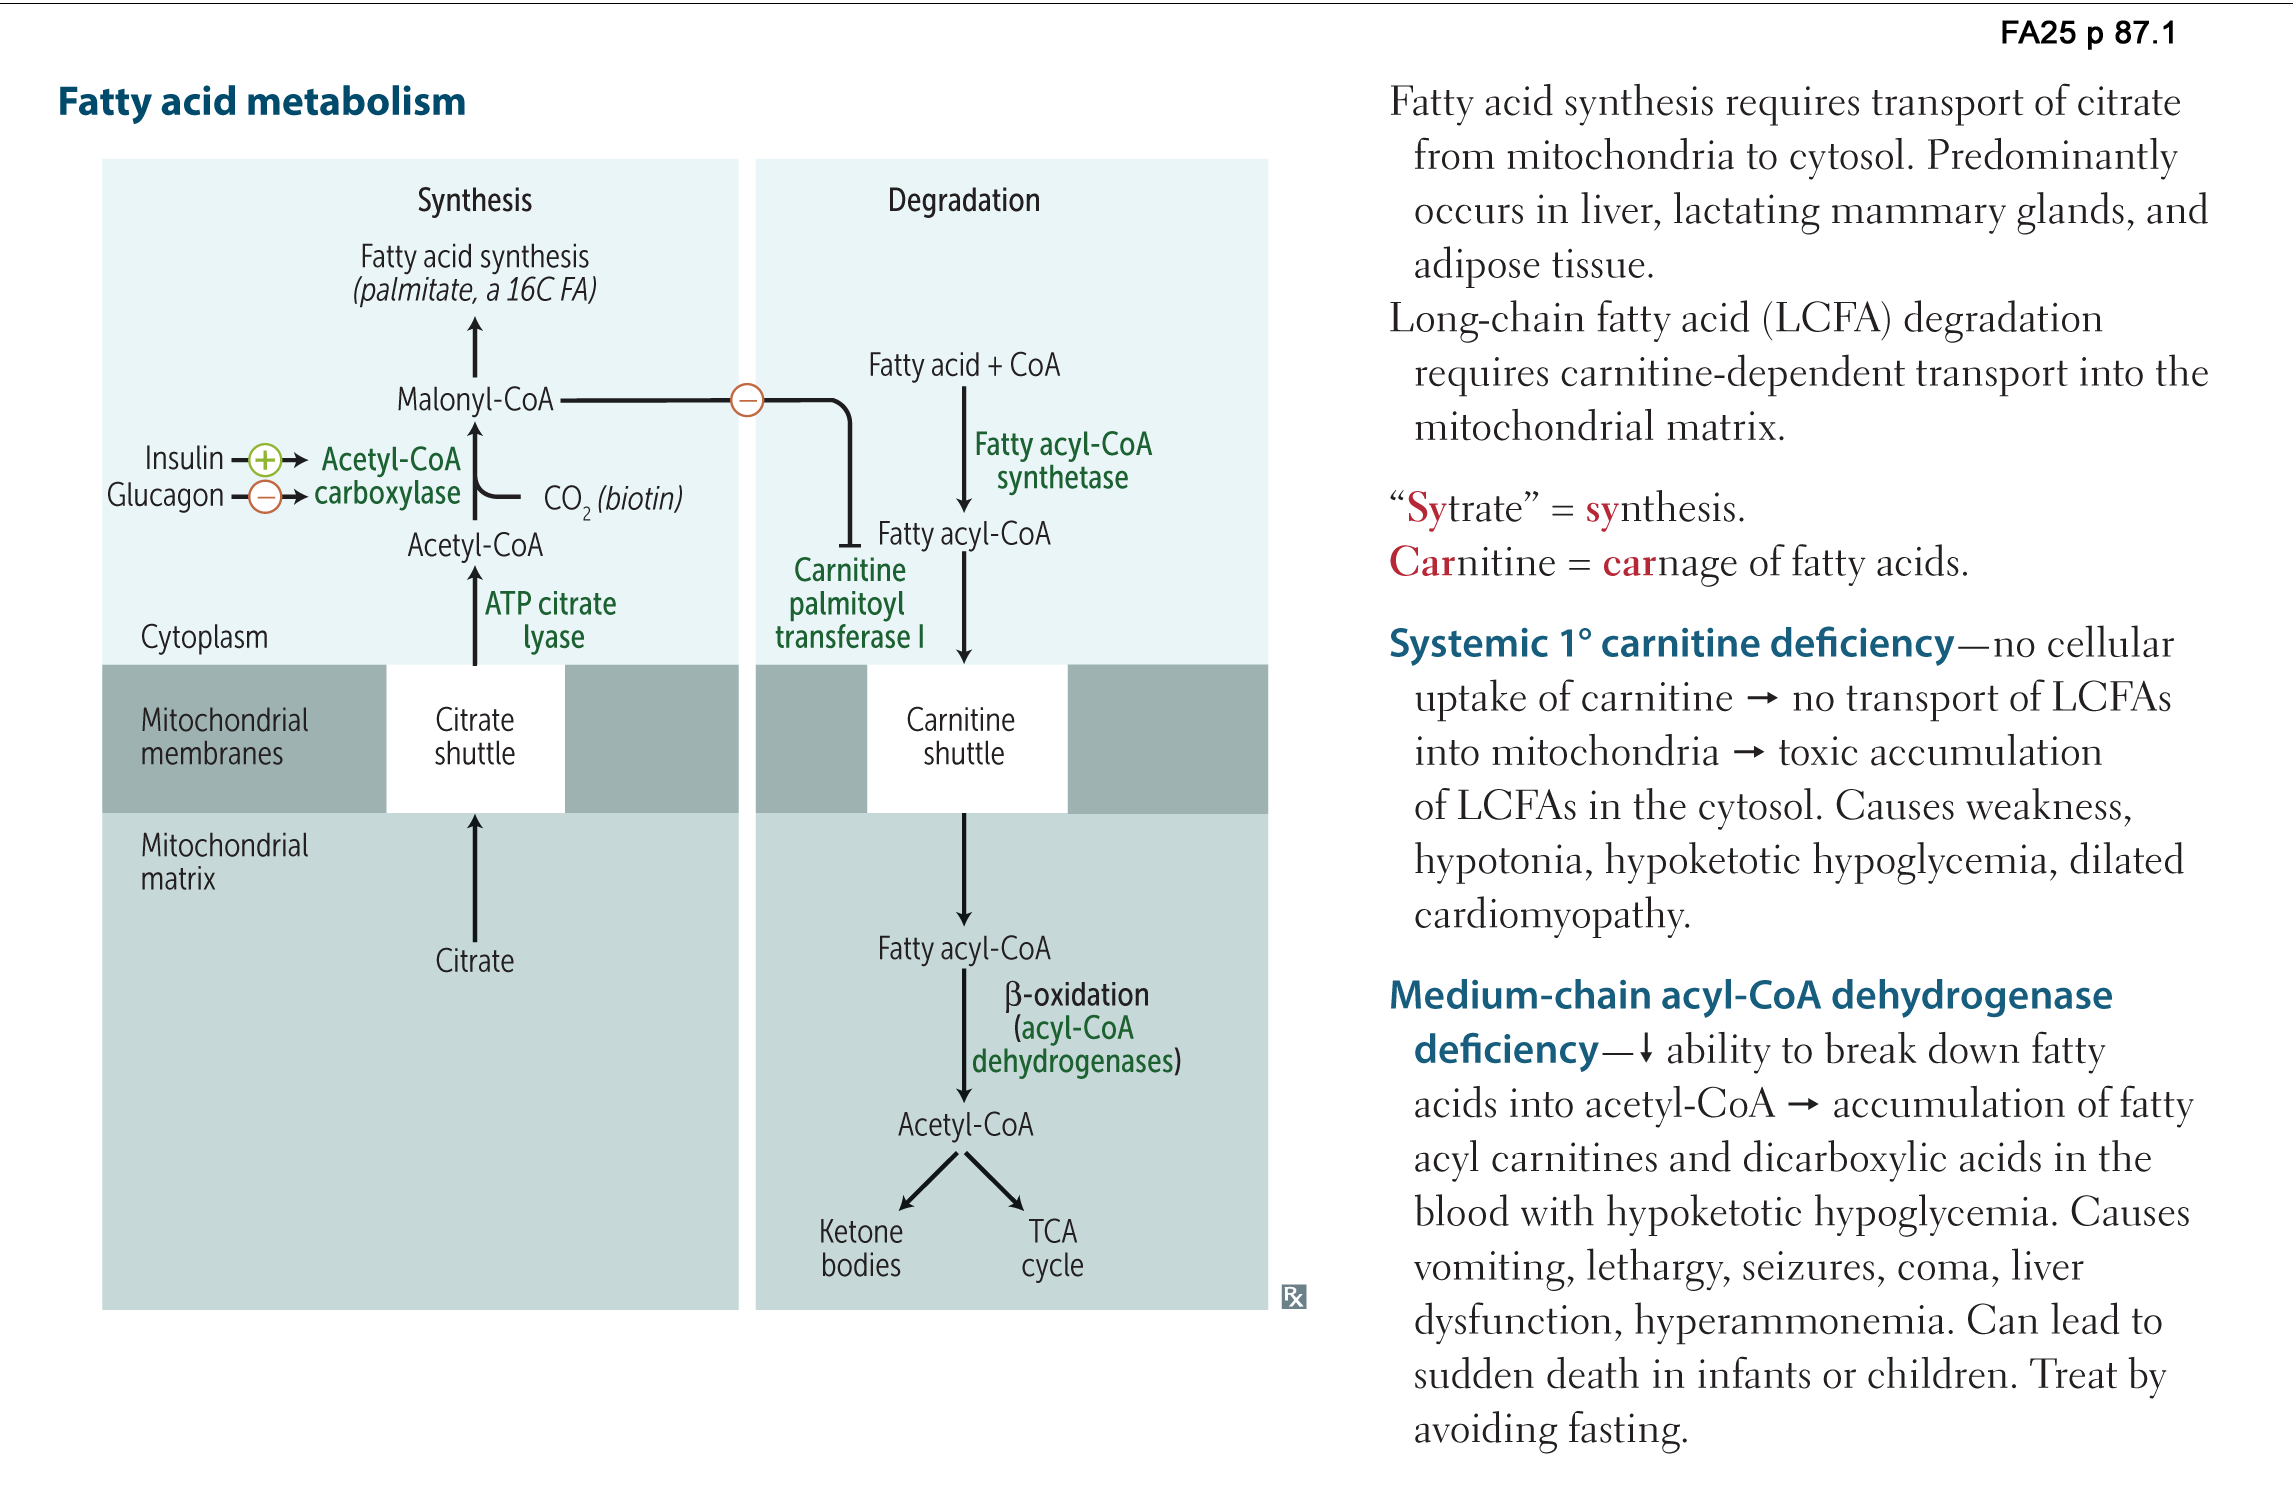 FA25 p 87.1
Fatty acid metabolism
Synthesis
Fatty acid synthesis
(palmitate, a 16C FA)
Malonyl-CoA
−
Insulin
+
Acetyl-CoA
carboxylase
Glucagon
−
CO2 (biotin)
Acetyl-CoA
ATP citrate
lyase
Cytoplasm
Mitochondrial
membranes
Citrate
shuttle
Mitochondrial
matrix
Citrate
Degradation
Fatty acid + CoA
Fatty acyl-CoA
synthetase
Fatty acyl-CoA
Carnitine
palmitoyl
transferase I
Carnitine
shuttle
Fatty acyl-CoA
β-oxidation
(acyl-CoA
dehydrogenases)
Acetyl-CoA
Ketone
bodies
TCA
cycle
Rx
Fatty acid synthesis requires transport of citrate
from mitochondria to cytosol. Predominantly
occurs in liver, lactating mammary glands, and
adipose tissue.
Long-chain fatty acid (LCFA) degradation
requires carnitine-dependent transport into the
mitochondrial matrix.
“Sytrate” = synthesis.
Carnitine = carnage of fatty acids.
Systemic 1° carnitine deficiency—no cellular
uptake of carnitine → no transport of LCFAs
into mitochondria → toxic accumulation
of LCFAs in the cytosol. Causes weakness,
hypotonia, hypoketotic hypoglycemia, dilated
cardiomyopathy.
Medium-chain acyl-CoA dehydrogenase
deficiency—↓ ability to break down fatty
acids into acetyl-CoA → accumulation of fatty
acyl carnitines and dicarboxylic acids in the
blood with hypoketotic hypoglycemia. Causes
vomiting, lethargy, seizures, coma, liver
dysfunction, hyperammonemia. Can lead to
sudden death in infants or children. Treat by
avoiding fasting.